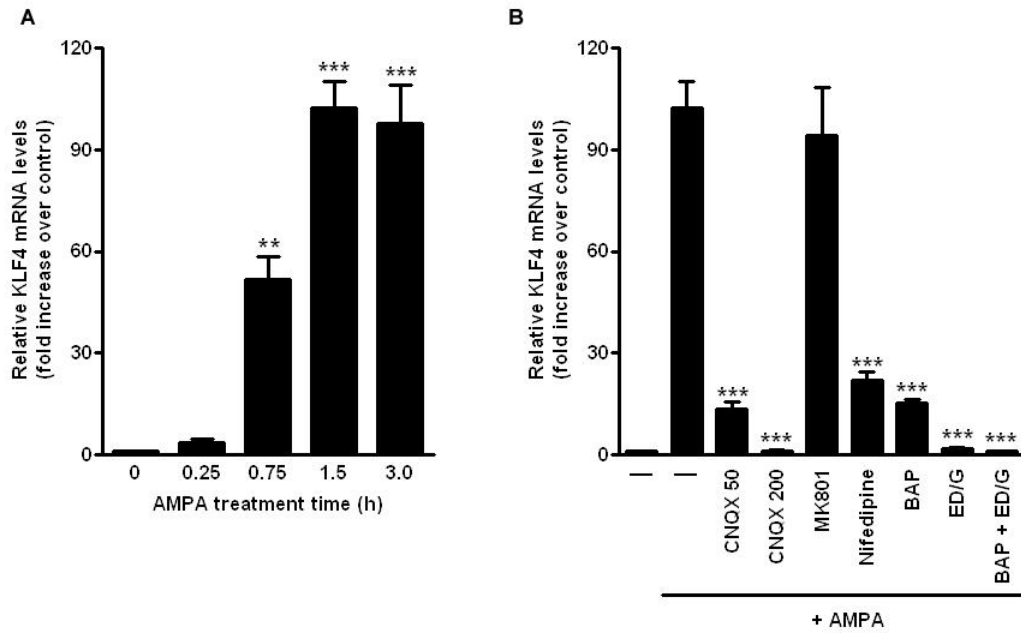 A
Relative KLF4 mRNA levels
(fold increase over control)
120
90
60
30
0
**
***
***
0 0.25 0.75 1.5 3.0
AMPA treatment time (h)
B
Relative KLF4 mRNA levels
(fold increase over control)
120
90
60
30
0
***
***
***
***
***
***
—
—
CNQX 50
CNQX 200
MK801
Nifedipine
BAP
ED/G
BAP + ED/G
+ AMPA